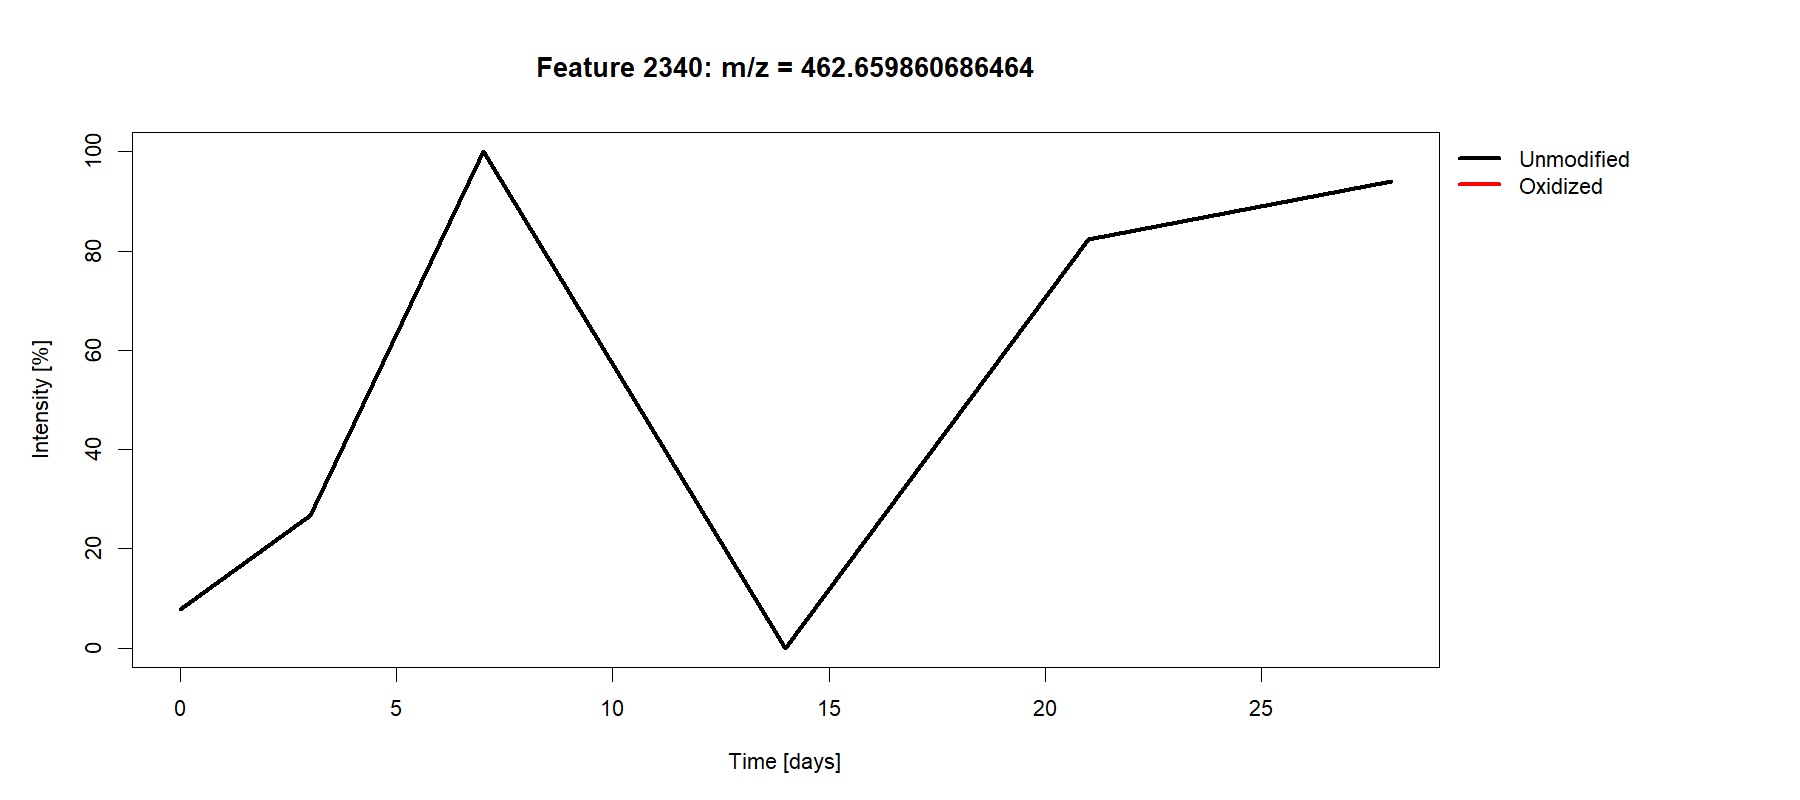 Feature 2340: m/z = 462.659860686464
Unmodified
Oxidized
Intensity [%]
100
80
60
40
20
0
0 5 10 15 20 25
Time [days]